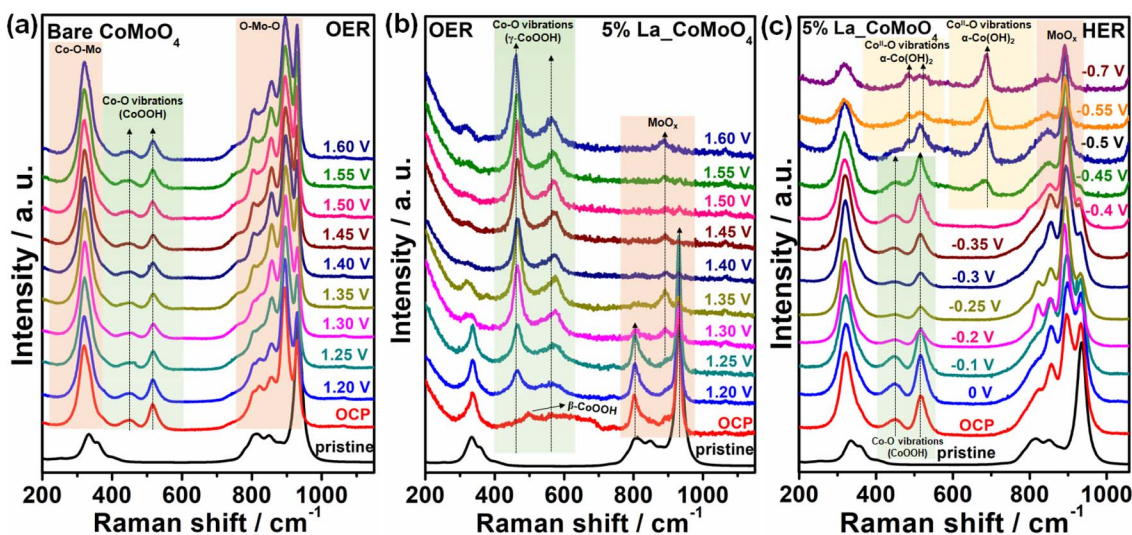 (a)
Bare CoMoO₄
OER
Co-O-Mo
O-Mo-O
Co-O vibrations
(CoOOH)
1.60 V
1.55 V
1.50 V
1.45 V
1.40 V
1.35 V
1.30 V
1.25 V
1.20 V
OCP
pristine
Intensity / a. u.
200 400 600 800 1000
Raman shift / cm⁻¹
(b)
OER
5% La_CoMoO₄
Co-O vibrations
(γ-CoOOH)
MoOₓ
1.60 V
1.55 V
1.50 V
1.45 V
1.40 V
1.35 V
1.30 V
1.25 V
1.20 V
β-CoOOH
OCP
pristine
Intensity / a. u.
200 400 600 800 1000
Raman shift / cm⁻¹
(c)
5% La_CoMoO₄
HER
Coᴵᴵ-O vibrations
α-Co(OH)₂
Coᴵᴵ-O vibrations
α-Co(OH)₂
MoOₓ
-0.7 V
-0.55 V
-0.5 V
-0.45 V
-0.4 V
-0.35 V
-0.3 V
-0.25 V
-0.2 V
-0.1 V
0 V
OCP
Co-O vibrations
(CoOOH)
pristine
Intensity / a.u.
200 400 600 800 1000
Raman shift / cm⁻¹